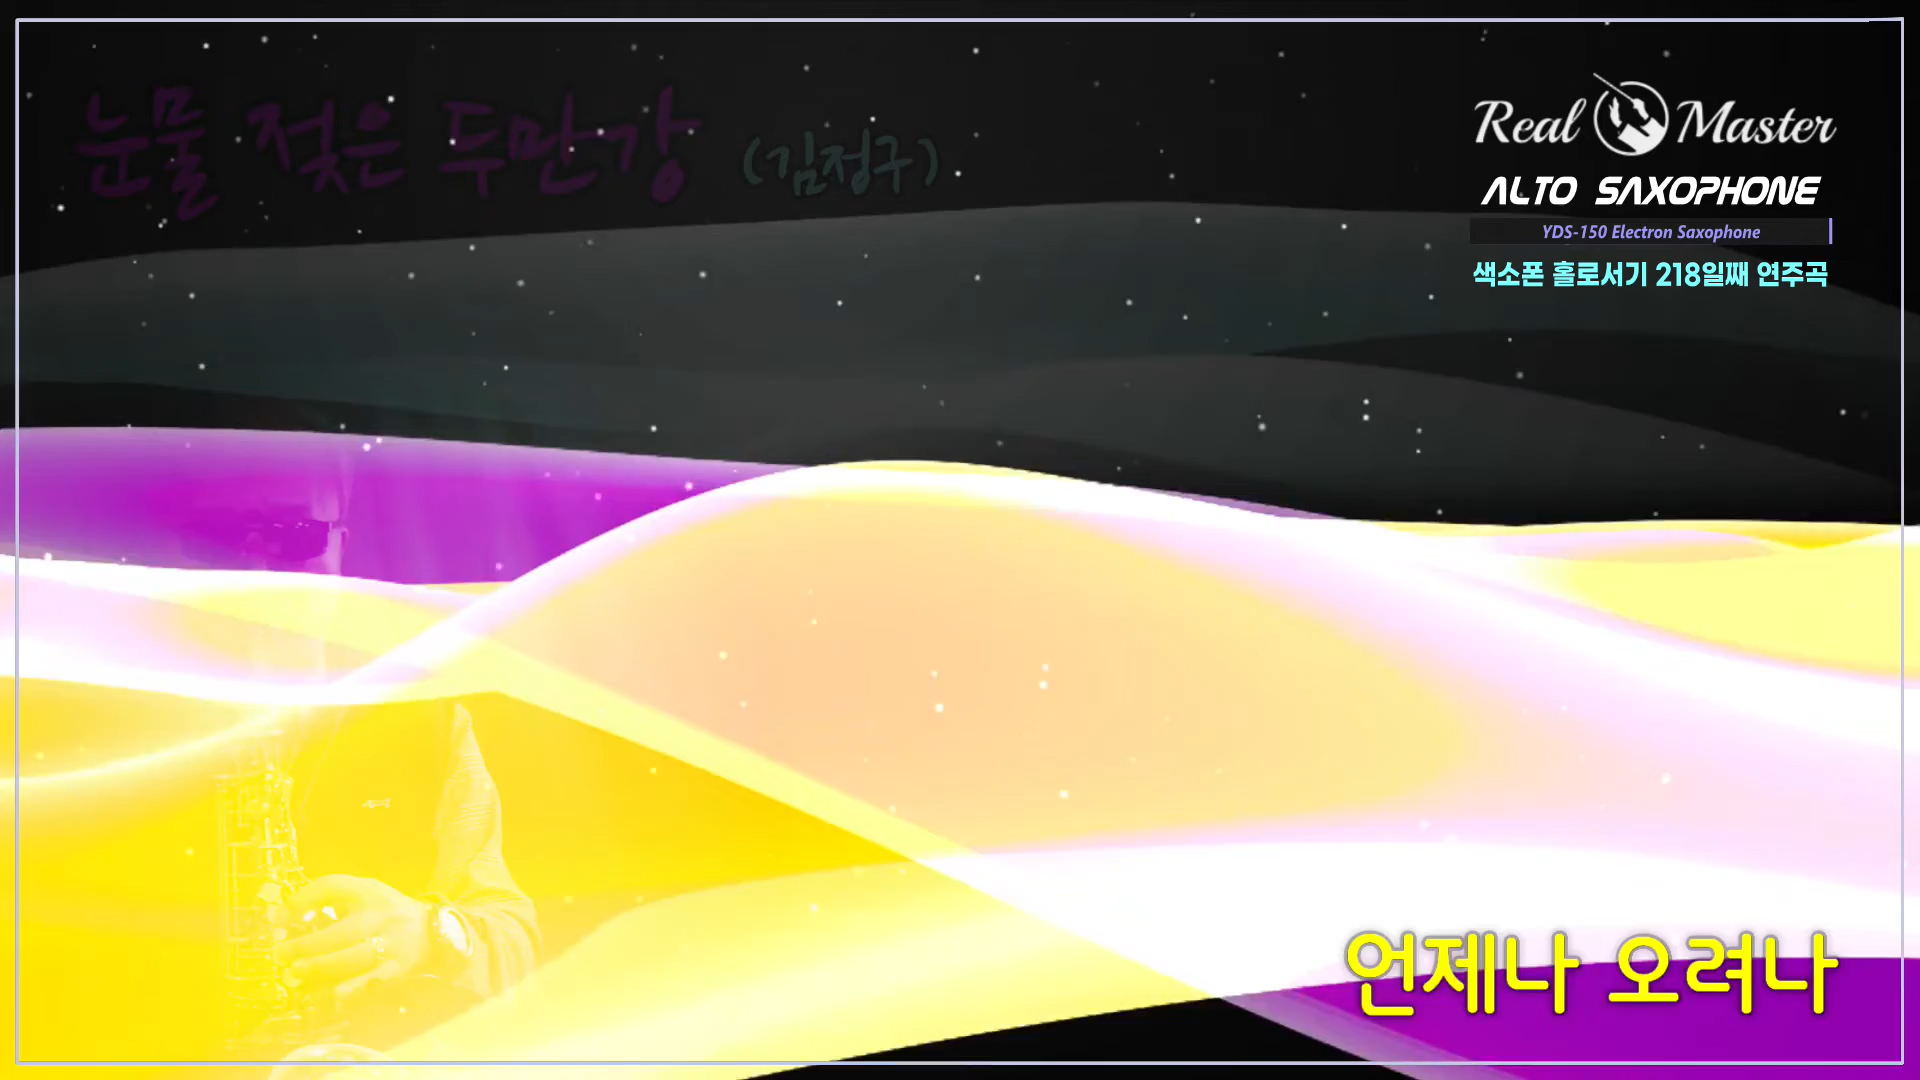 눈물 젖은 두만강 (김정구)
Real Master
ALTO SAXOPHONE
YDS-150 Electron Saxophone
색소폰 홀로서기 218일째 연주곡
언제나 오려나